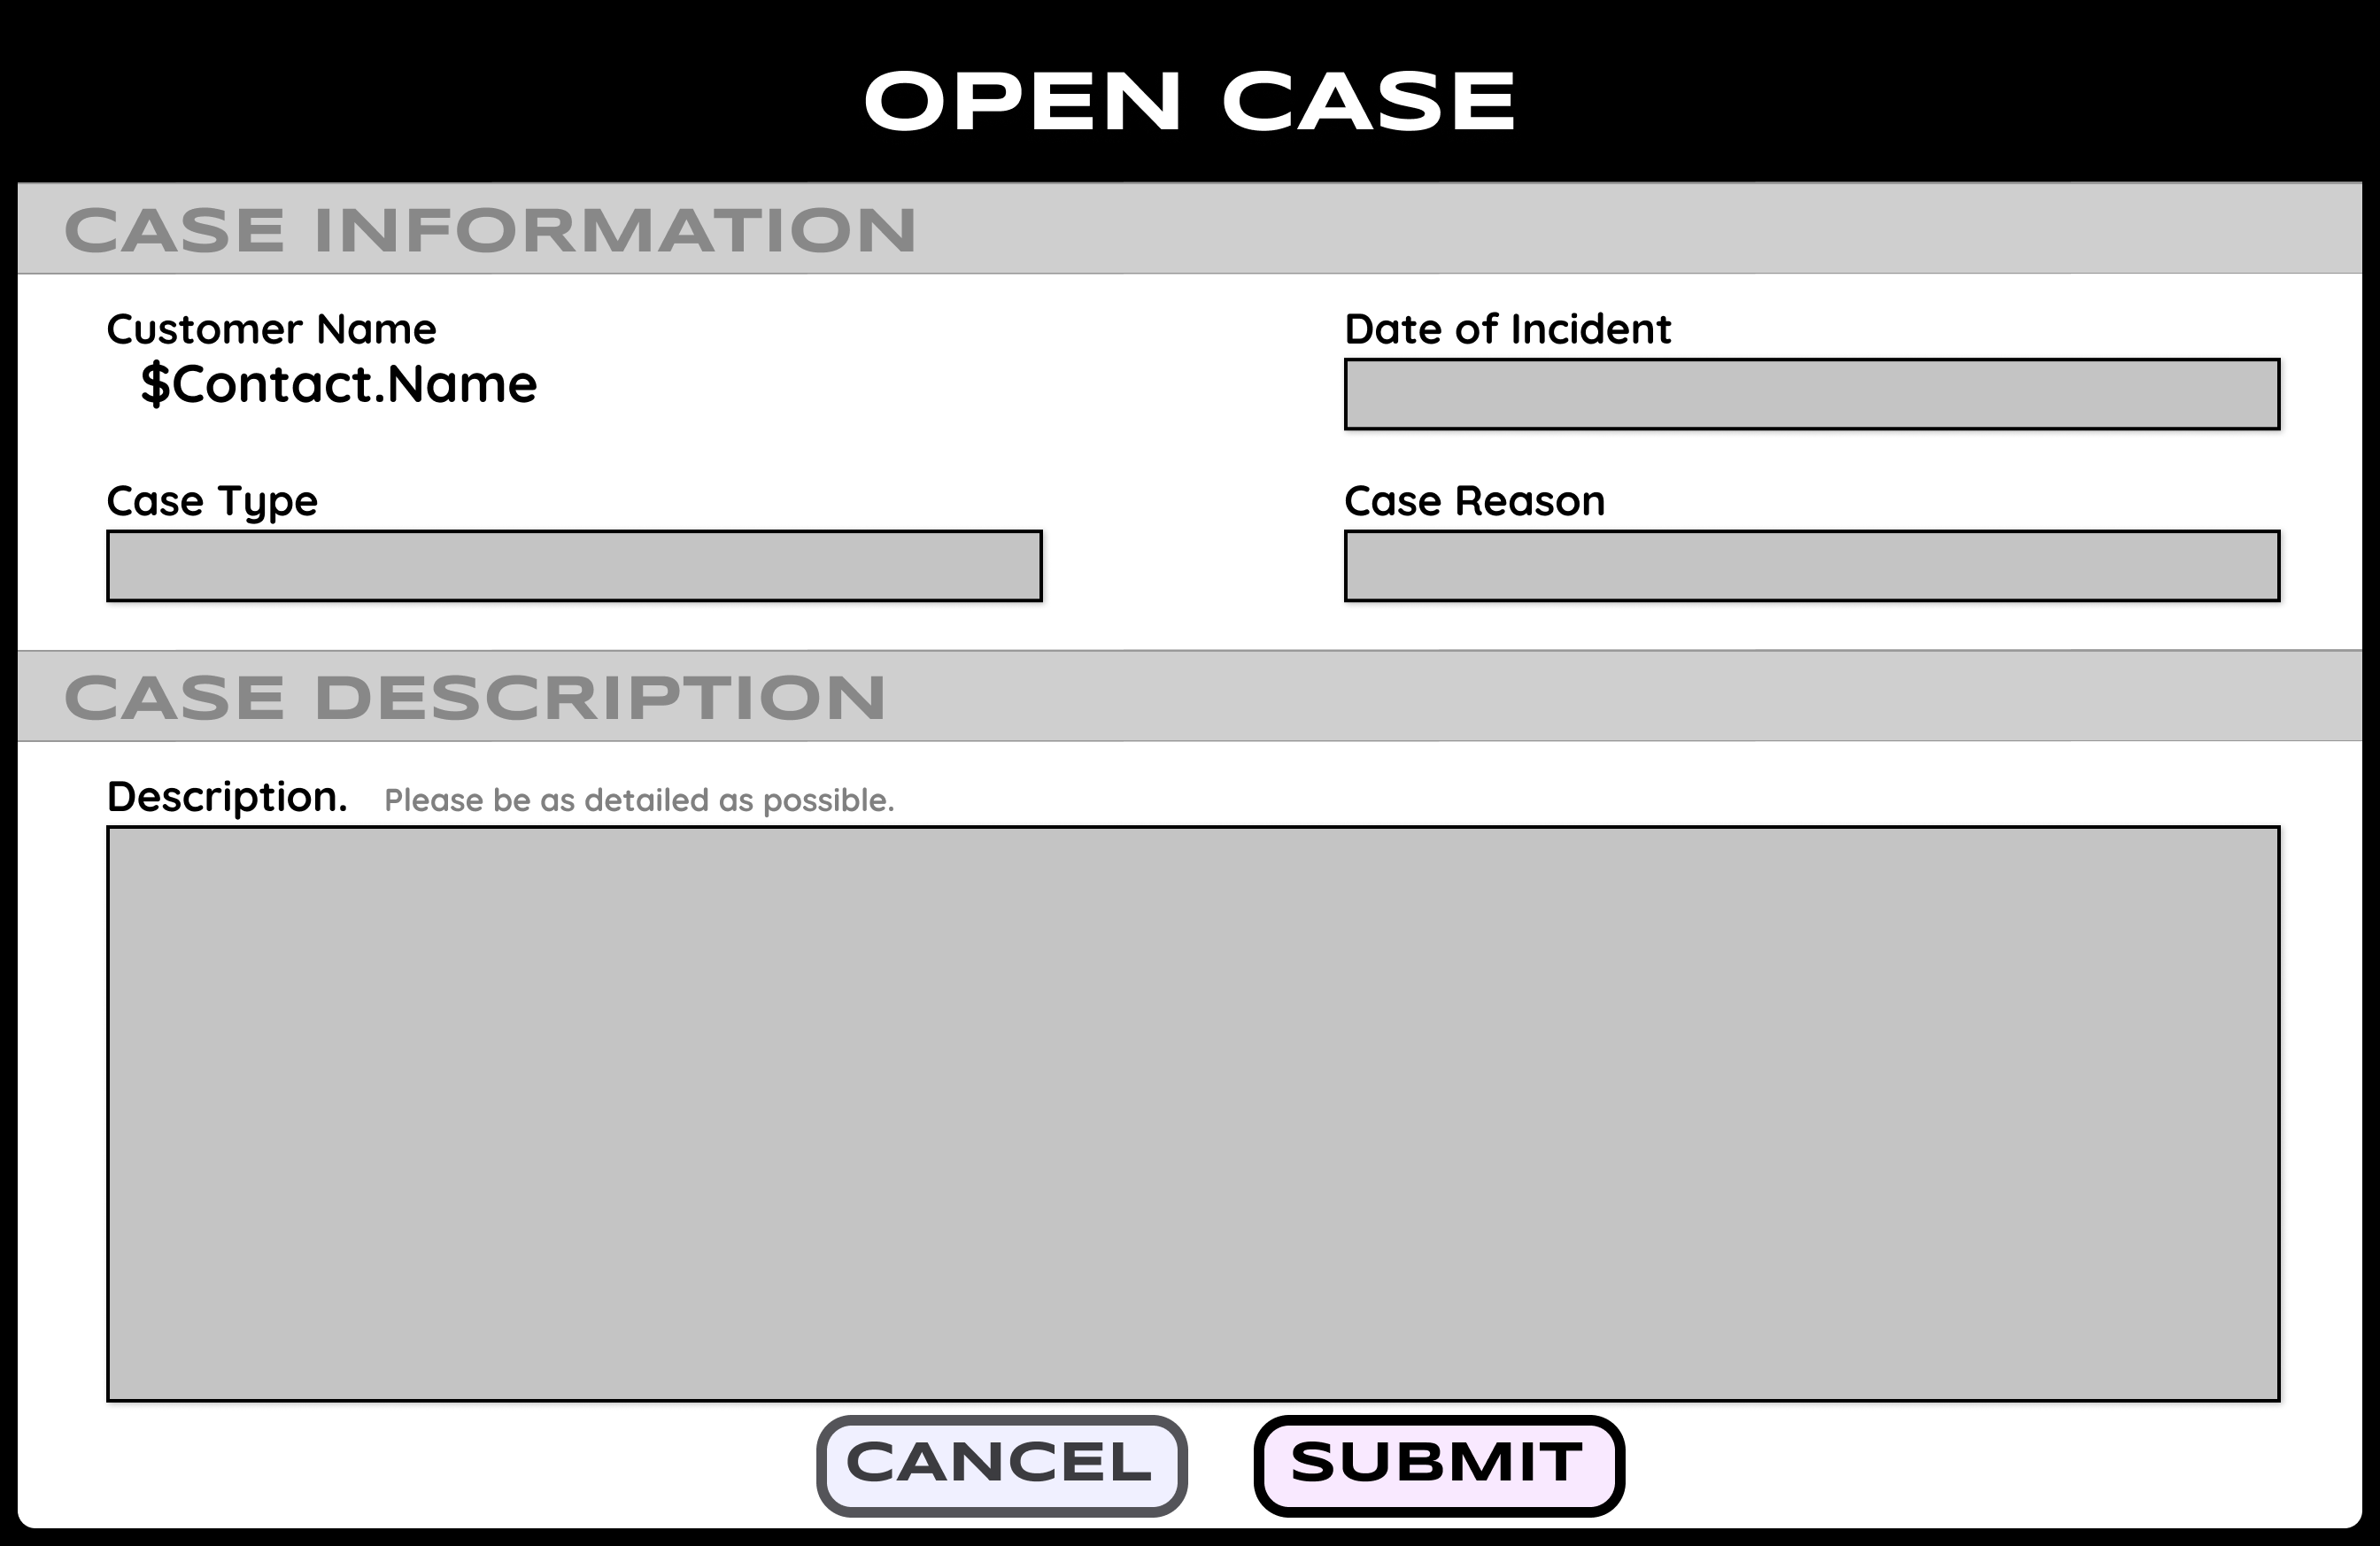 OPEN CASE
CASE INFORMATION
Customer Name
$Contact.Name
Date of Incident
Case Type
Case Reason
CASE DESCRIPTION
Description. Please be as detailed as possible.
CANCEL
SUBMIT